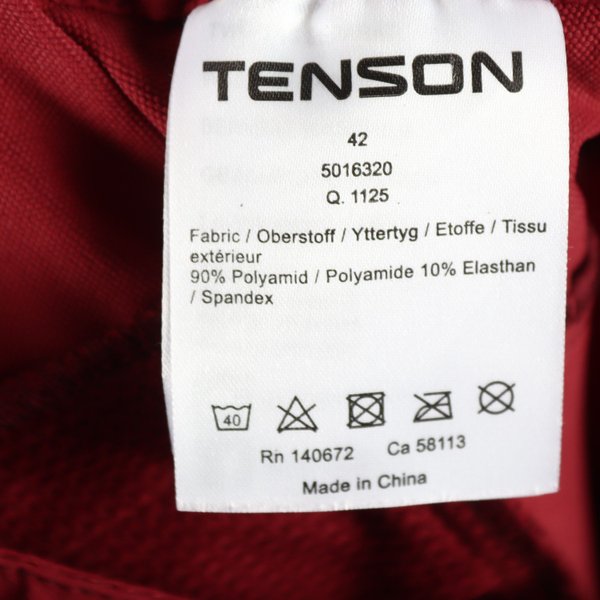 TENSON
42
5016320
Q. 1125
Fabric / Oberstoff / Yttertyg / Etoffe / Tissu
extérieur
90% Polyamid / Polyamide 10% Elasthan
/ Spandex
40
Rn 140672 Ca 58113
Made in China